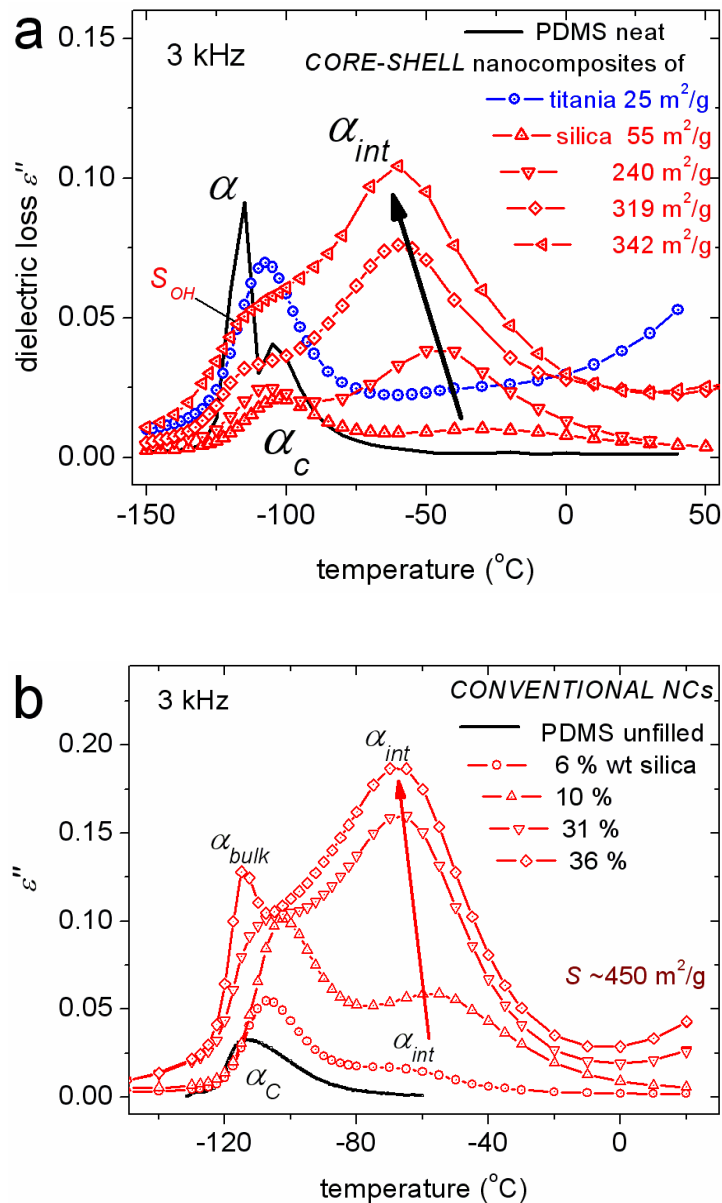 a
0.15
0.10
0.05
0.00
dielectric loss ε″
3 kHz
PDMS neat
CORE-SHELL nanocomposites of
titania 25 m²/g
silica 55 m²/g
240 m²/g
319 m²/g
342 m²/g
α
α_int
S_OH
α_C
-150 -100 -50 0 50
temperature (°C)
b
0.20
0.15
0.10
0.05
0.00
ε″
3 kHz
CONVENTIONAL NCs
PDMS unfilled
6 % wt silica
10 %
31 %
36 %
α_int
α_bulk
S ~450 m²/g
α_int
α_C
-120 -80 -40 0
temperature (°C)